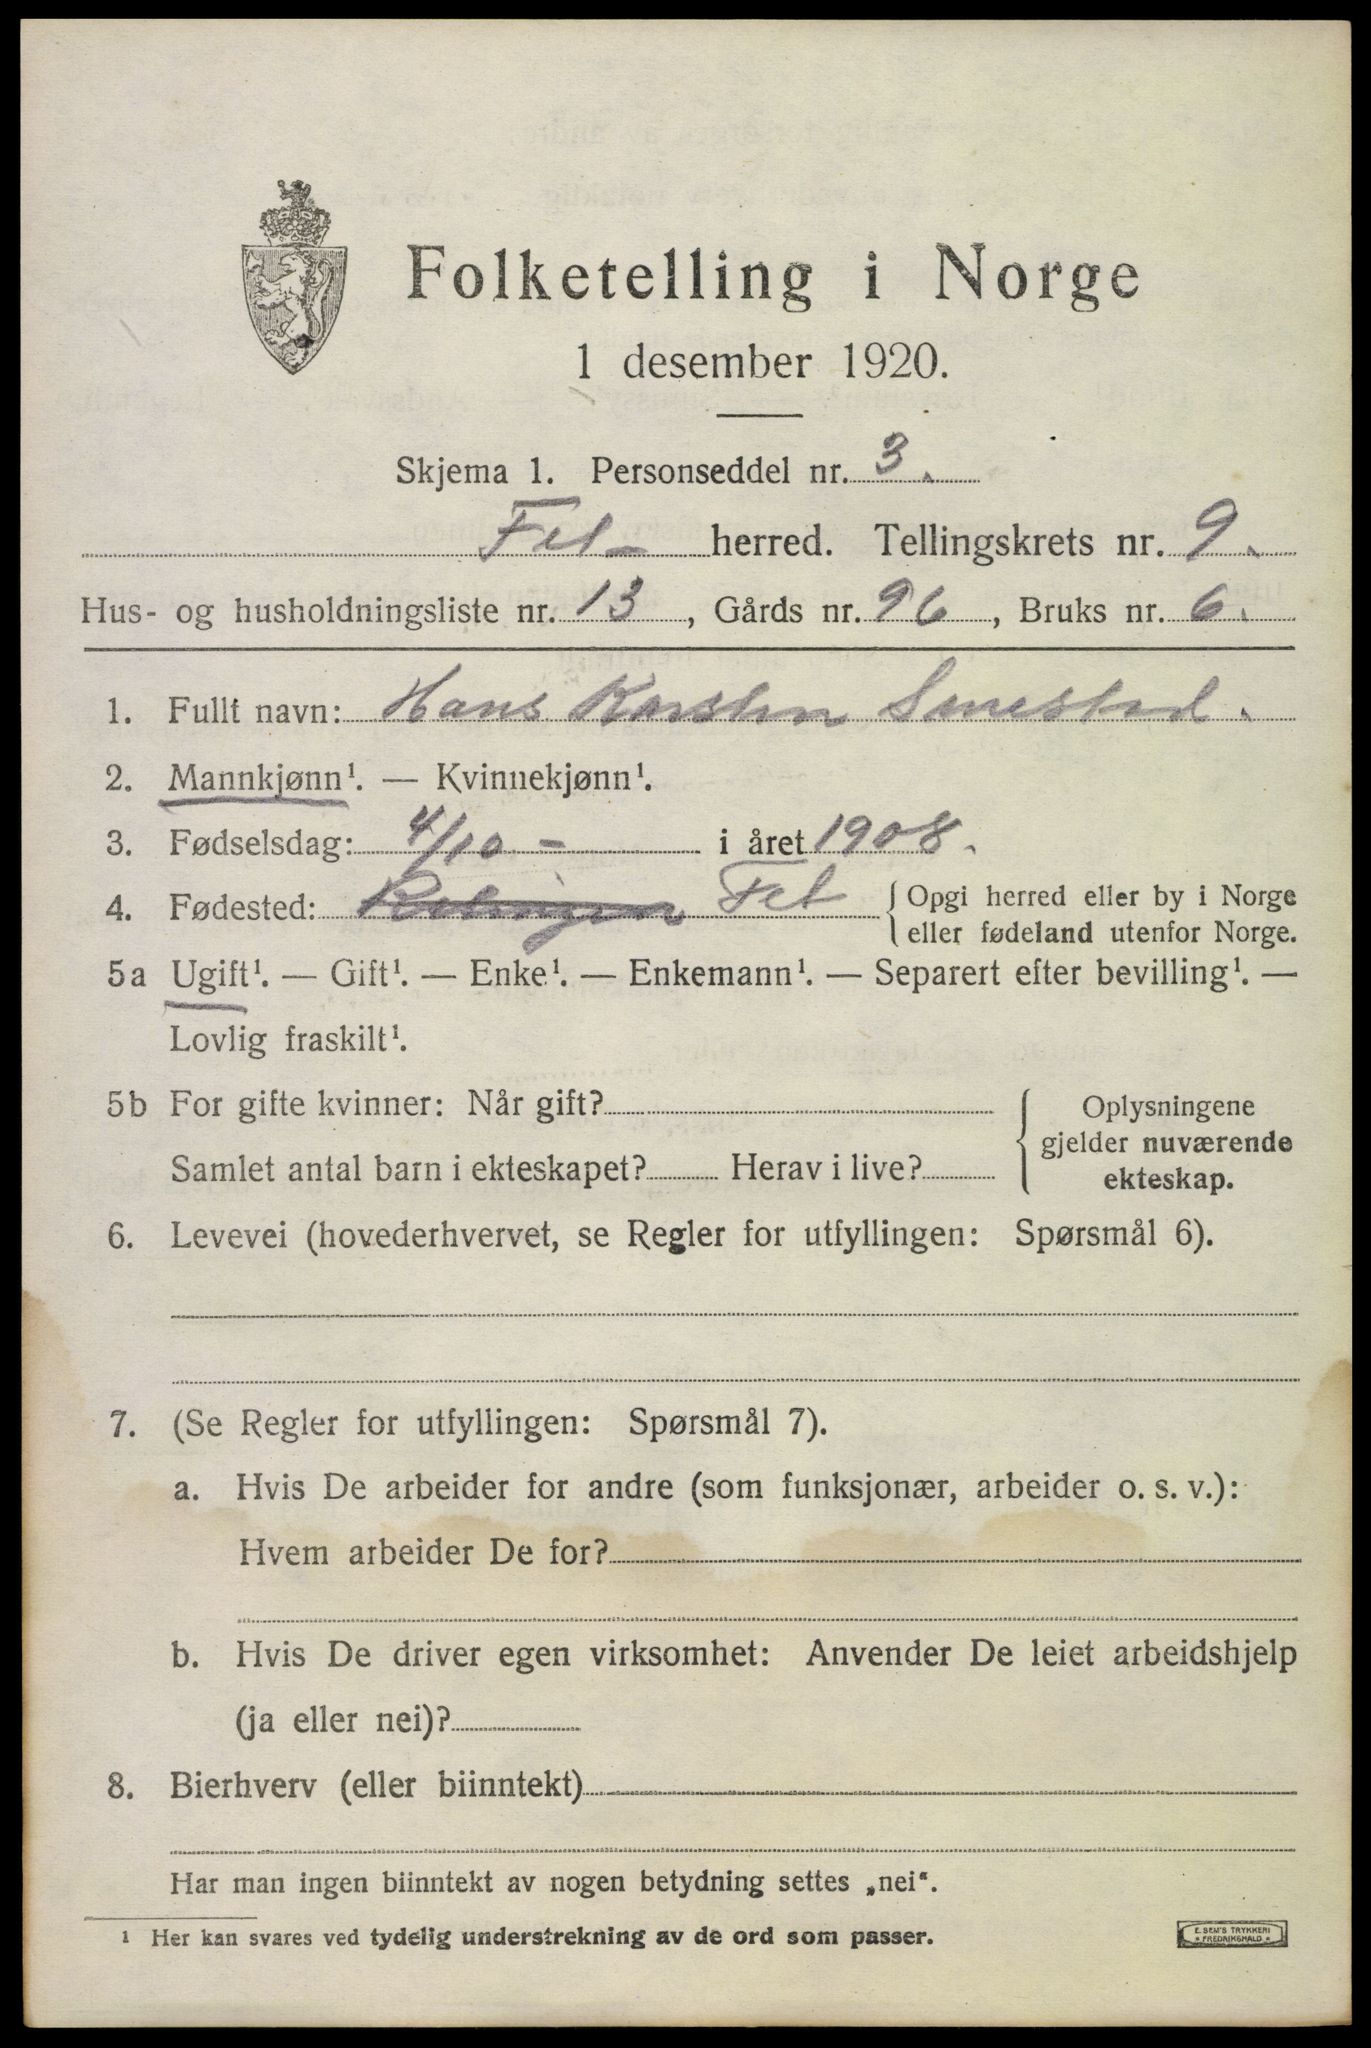 Folketelling i Norge
1 desember 1920.
Skjema 1. Personseddel nr. 3.
Fet herred. Tellingskrets nr. 9.
Hus- og husholdningsliste nr. 13, Gårds nr. 96, Bruks nr. 6.
1. Fullt navn: Hans Karsten Smestad.
2. Mannkjønn¹. — Kvinnekjønn¹.
3. Fødselsdag: 4/10 - i året 1908.
4. Fødested: Fet { Opgi herred eller by i Norge
eller fødeland utenfor Norge.
5a Ugift¹. — Gift¹. — Enke¹. — Enkemann¹. — Separert efter bevilling¹. —
Lovlig fraskilt¹.
5b For gifte kvinner: Når gift?
Samlet antal barn i ekteskapet? Herav i live?
{ Oplysningene
gjelder nuværende
ekteskap.
6. Levevei (hovederhvervet, se Regler for utfyllingen: Spørsmål 6).
7. (Se Regler for utfyllingen: Spørsmål 7).
a. Hvis De arbeider for andre (som funksjonær, arbeider o. s. v.):
Hvem arbeider De for?
b. Hvis De driver egen virksomhet: Anvender De leiet arbeidshjelp
(ja eller nei)?
8. Bierhverv (eller biinntekt)
Har man ingen biinntekt av nogen betydning settes „nei“.
¹ Her kan svares ved tydelig understrekning av de ord som passer.
E. SEM'S TRYKKERI
* FREDRIKSHALD *